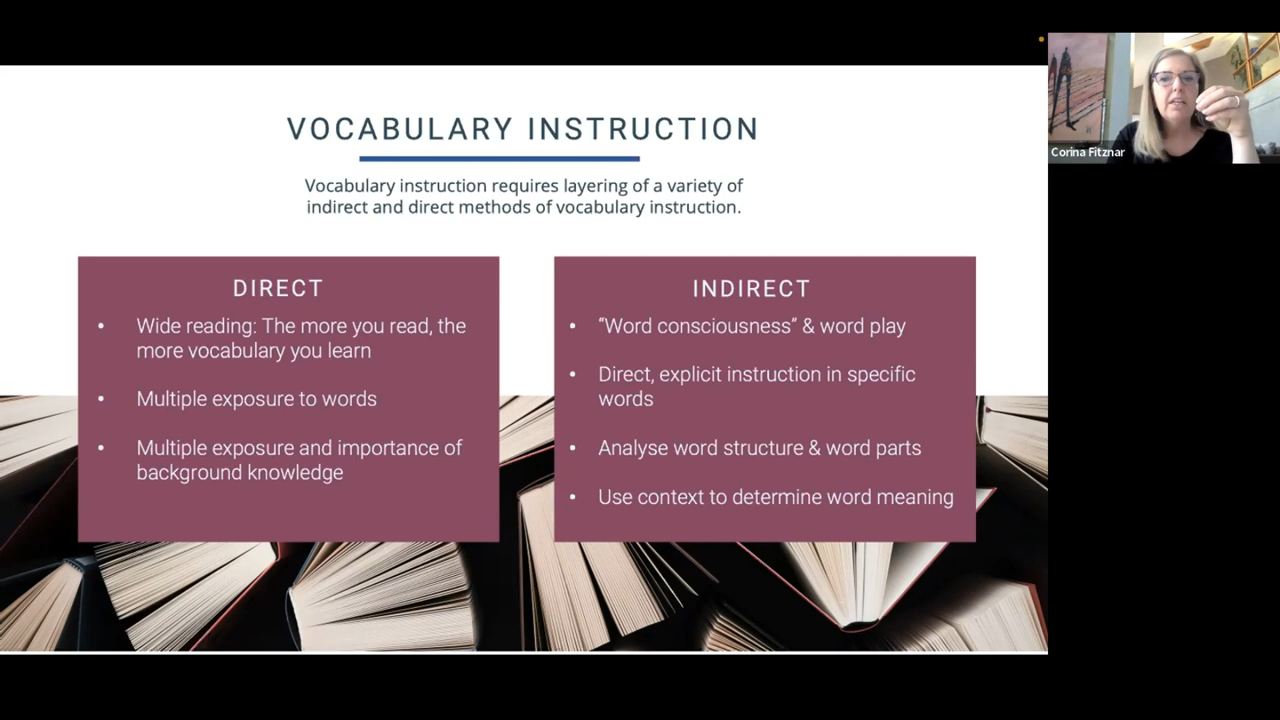 VOCABULARY INSTRUCTION
Vocabulary instruction requires layering of a variety of
indirect and direct methods of vocabulary instruction.
DIRECT
• Wide reading: The more you read, the
more vocabulary you learn
• Multiple exposure to words
• Multiple exposure and importance of
background knowledge
INDIRECT
• “Word consciousness” & word play
• Direct, explicit instruction in specific
words
• Analyse word structure & word parts
• Use context to determine word meaning
Corina Fitznar